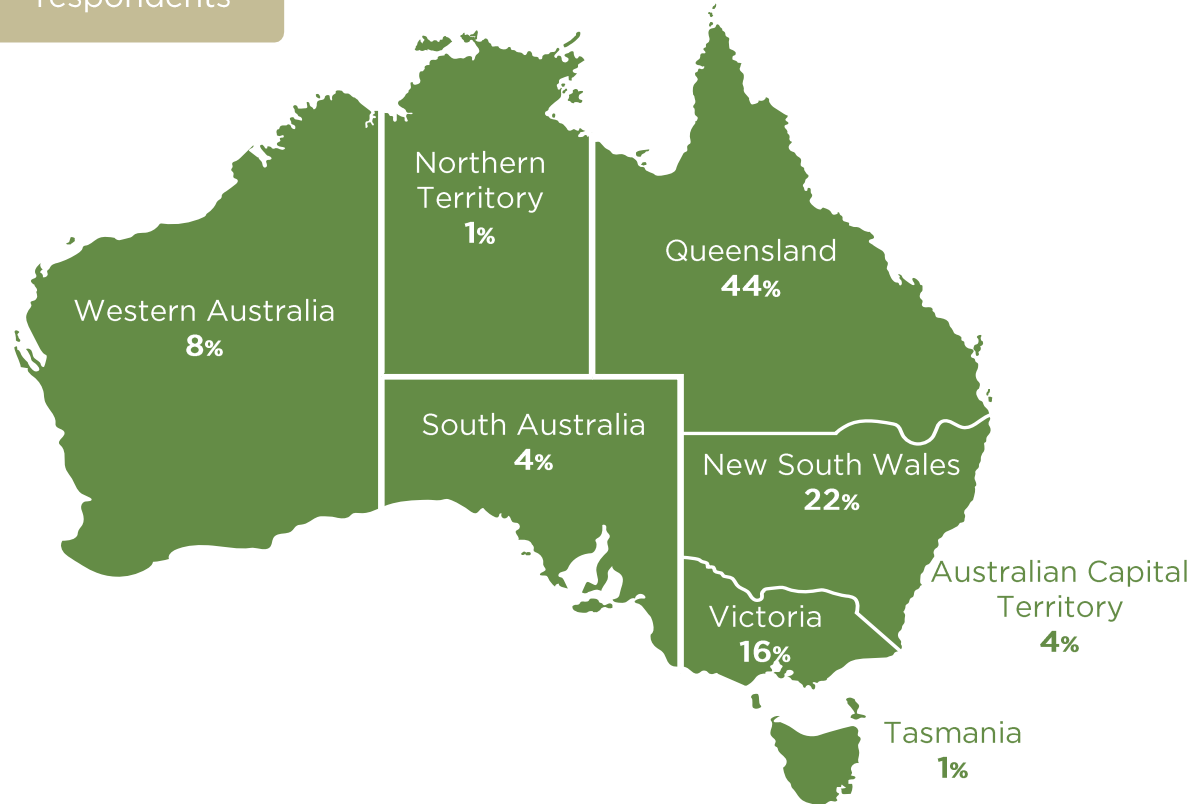 respondents
Northern
Territory
1%
Queensland
44%
Western Australia
8%
South Australia
4%
New South Wales
22%
Australian Capital
Territory
4%
Victoria
16%
Tasmania
1%